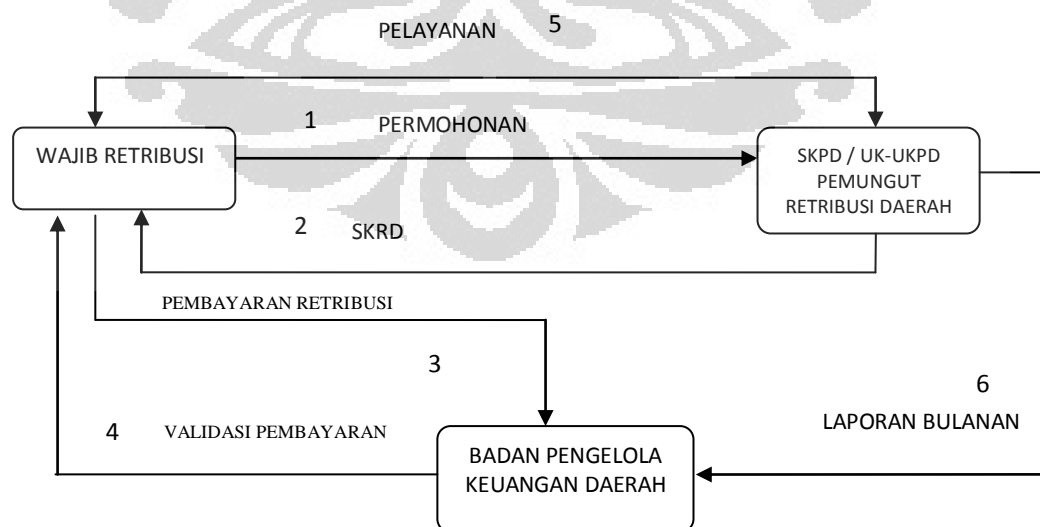 PELAYANAN 5
1 PERMOHONAN
WAJIB RETRIBUSI
SKPD / UK-UKPD
PEMUNGUT
RETRIBUSI DAERAH
2 SKRD
PEMBAYARAN RETRIBUSI
3
6
LAPORAN BULANAN
4 VALIDASI PEMBAYARAN
BADAN PENGELOLA
KEUANGAN DAERAH